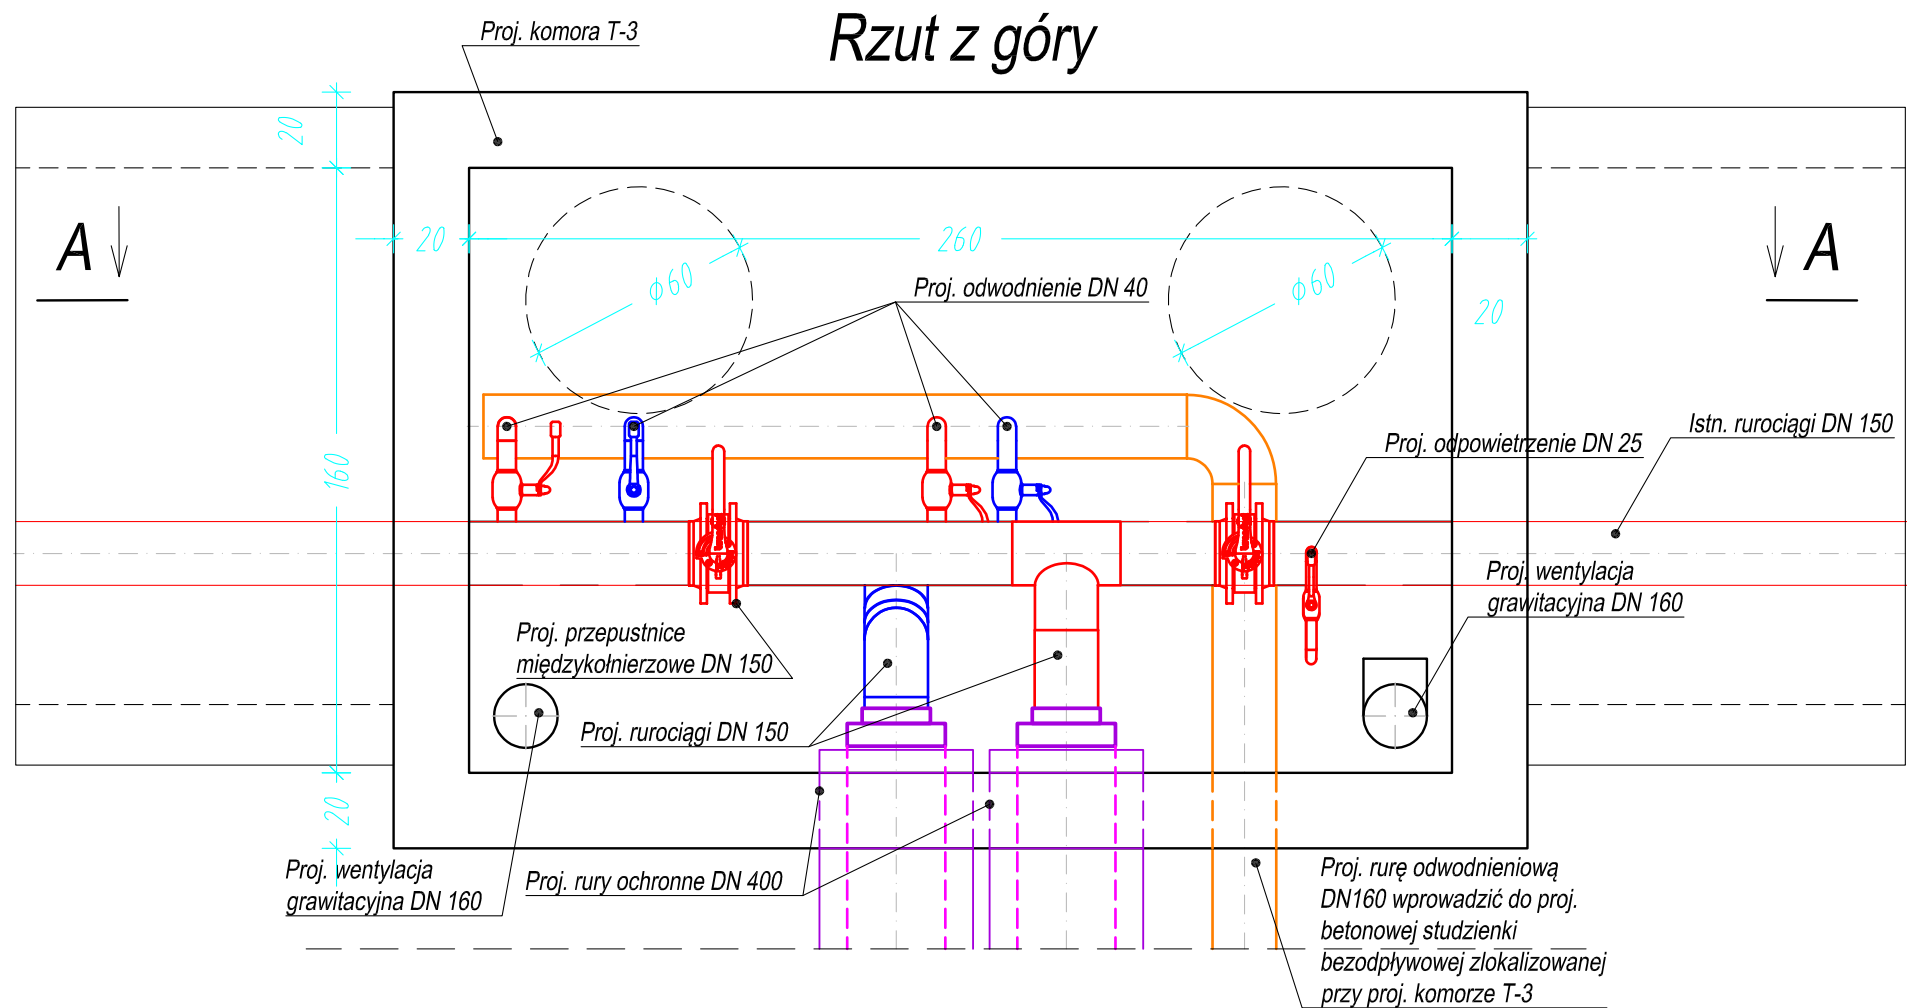 Rzut z góry
Proj. komora T-3
20
A
20
260
A
ϕ60
ϕ60
Proj. odwodnienie DN 40
20
Istn. rurociągi DN 150
Proj. odpowietrzenie DN 25
160
Proj. wentylacja
grawitacyjna DN 160
Proj. przepustnice
międzykołnierzowe DN 150
Proj. rurociągi DN 150
20
Proj. wentylacja
grawitacyjna DN 160
Proj. rury ochronne DN 400
Proj. rurę odwodnieniową
DN160 wprowadzić do proj.
betonowej studzienki
bezodpływowej zlokalizowanej
przy proj. komorze T-3